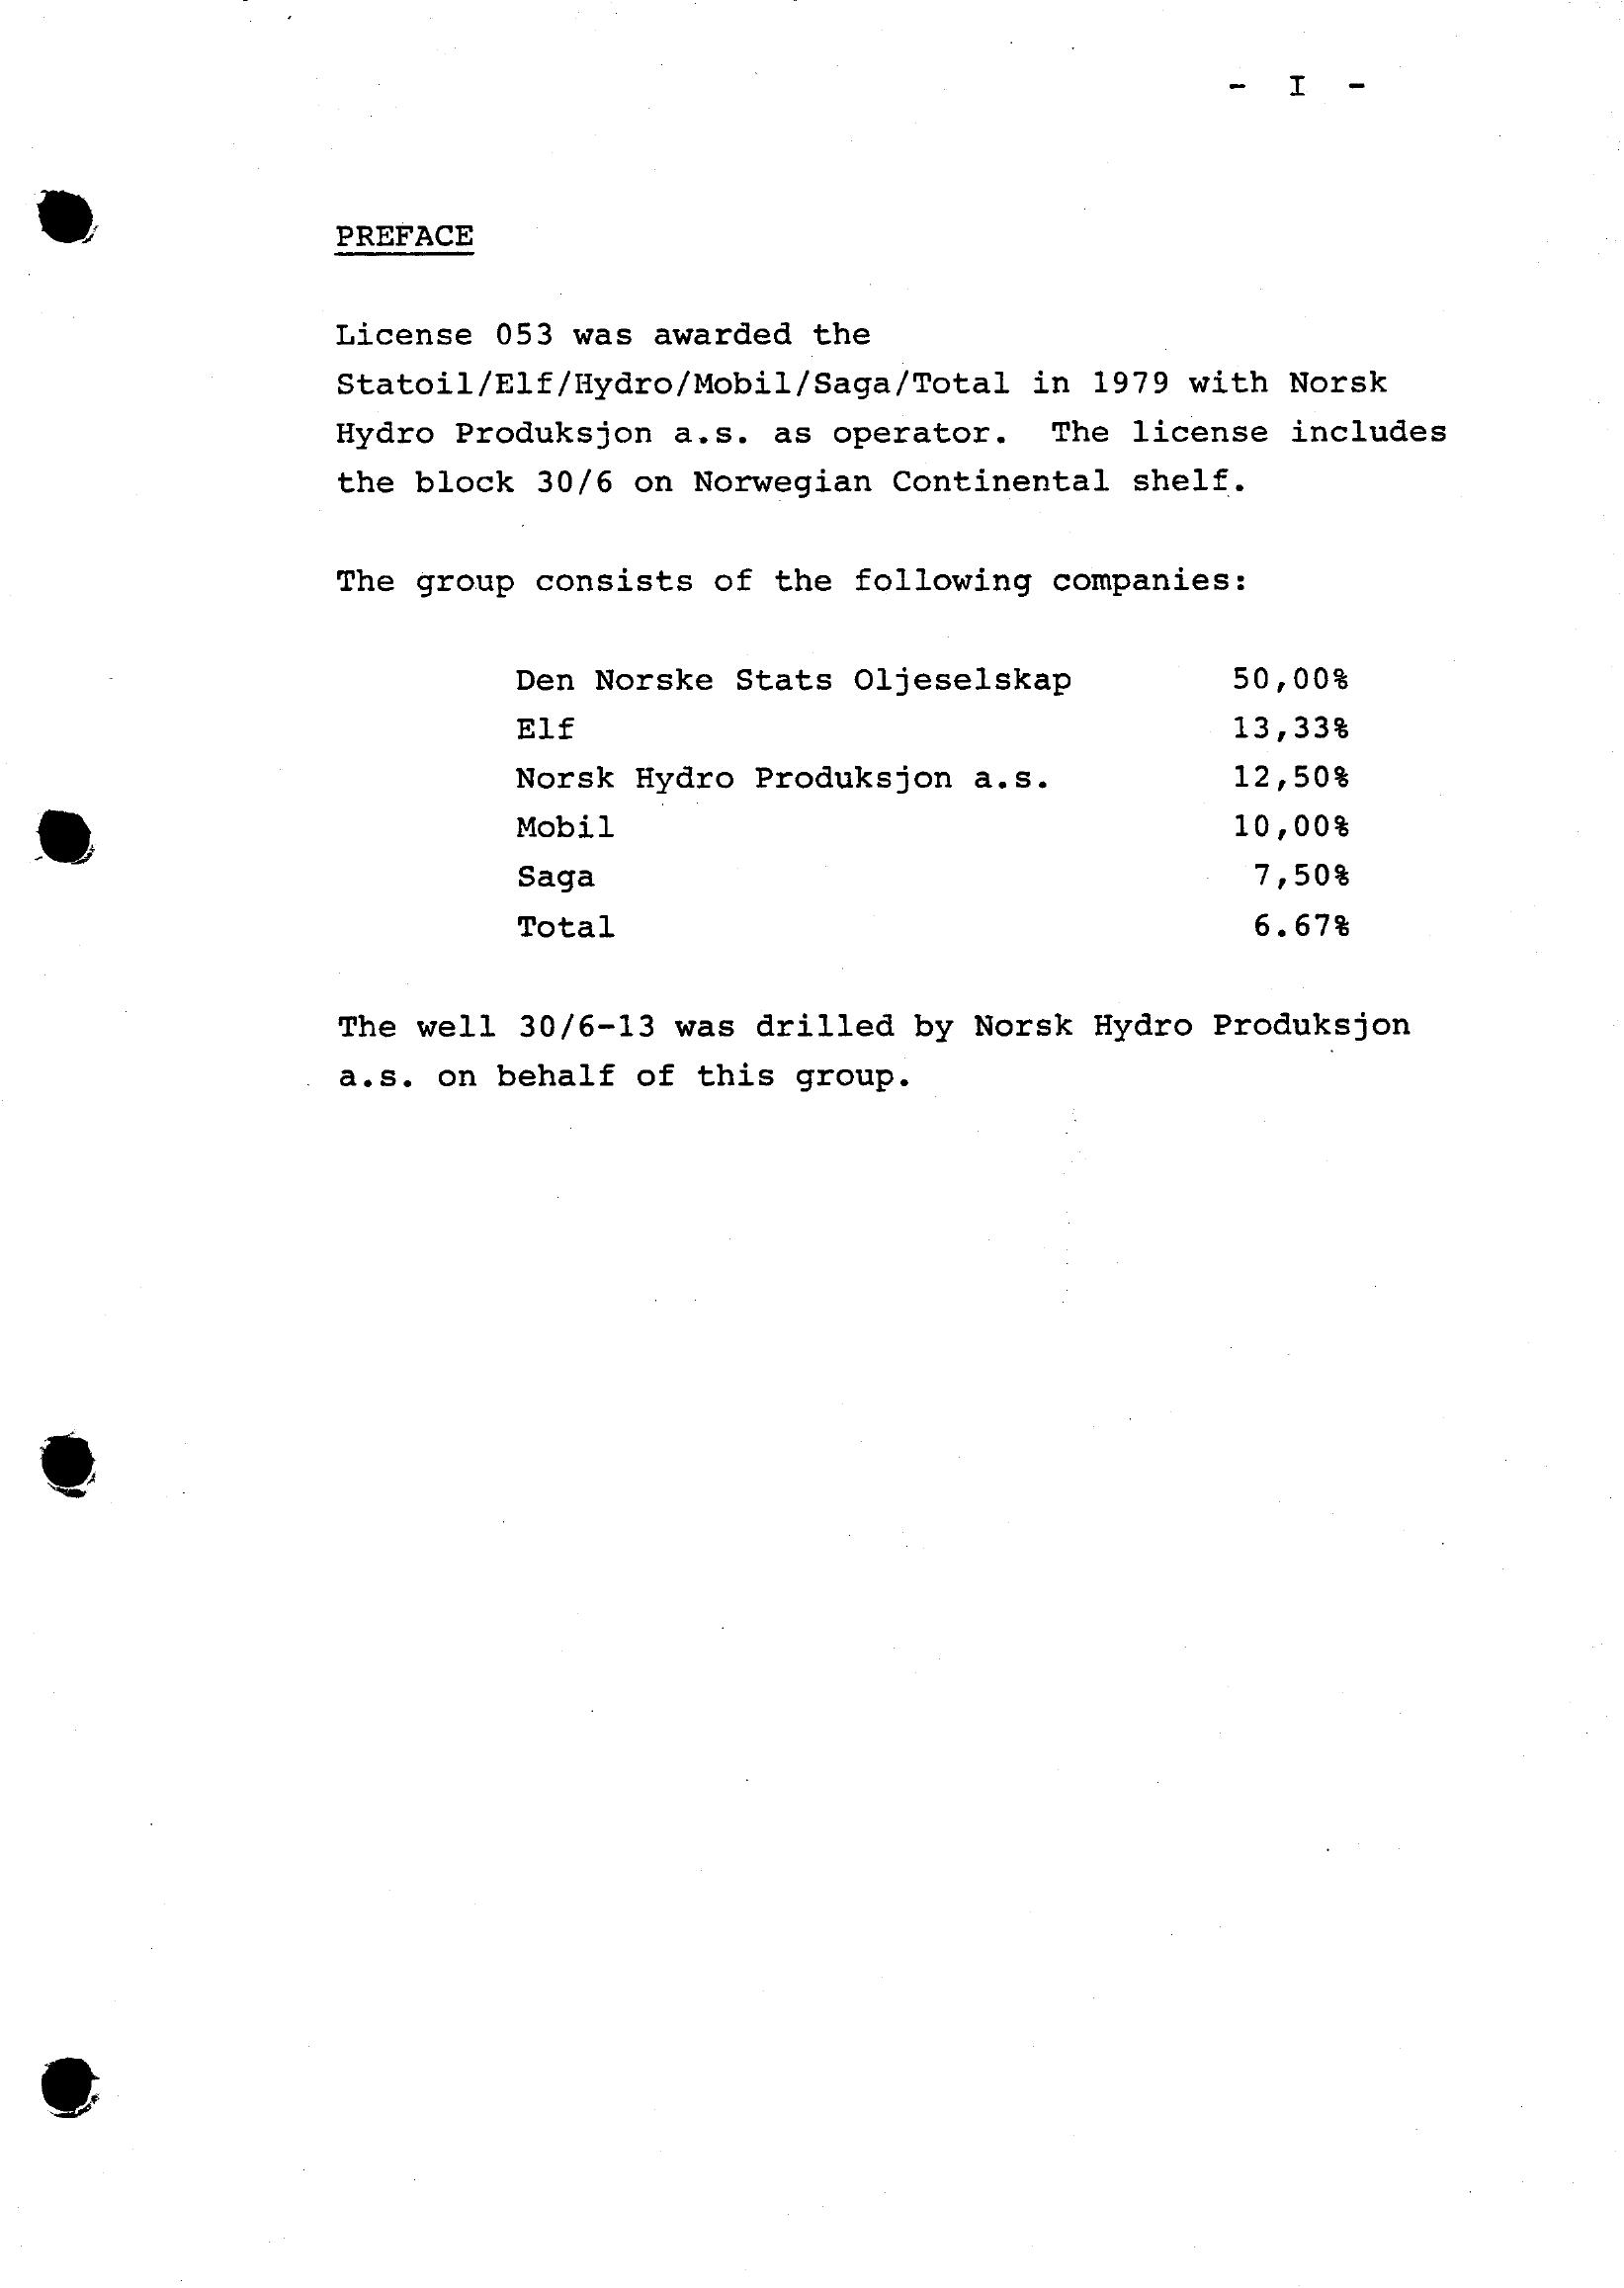 - I -
PREFACE
License 053 was awarded the
Statoil/Elf/Hydro/Mobil/Saga/Total in 1979 with Norsk
Hydro Produksjon a.s. as operator. The license includes
the block 30/6 on Norwegian Continental shelf.
The group consists of the following companies:
Den Norske Stats Oljeselskap 50,00%
Elf 13,33%
Norsk Hydro Produksjon a.s. 12,50%
Mobil 10,00%
Saga 7,50%
Total 6.67%
The well 30/6-13 was drilled by Norsk Hydro Produksjon
a.s. on behalf of this group.